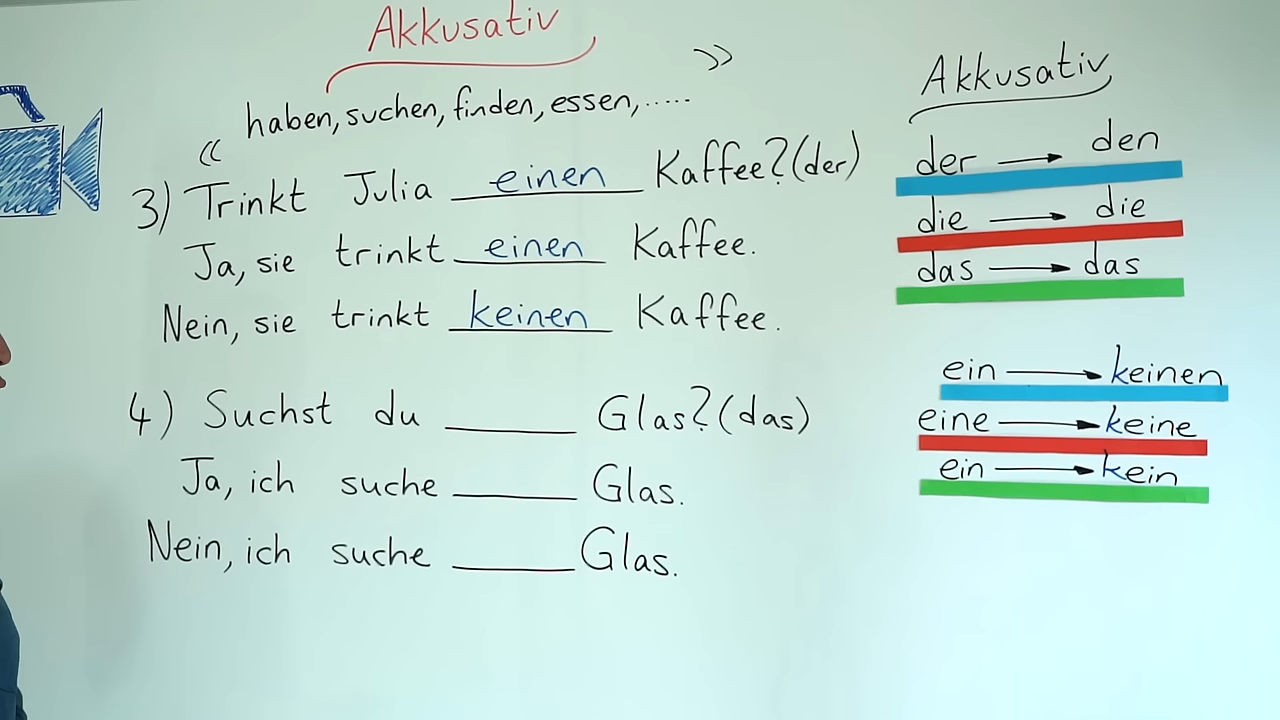 Akkusativ
haben, suchen, finden, essen, .....
3) Trinkt Julia einen Kaffee? (der)
Ja, sie trinkt einen Kaffee.
Nein, sie trinkt keinen Kaffee.
4) Suchst du ______ Glas? (das)
Ja, ich suche ______ Glas.
Nein, ich suche ______ Glas.
Akkusativ
der → den
die → die
das → das
ein → keinen
eine → keine
ein → kein